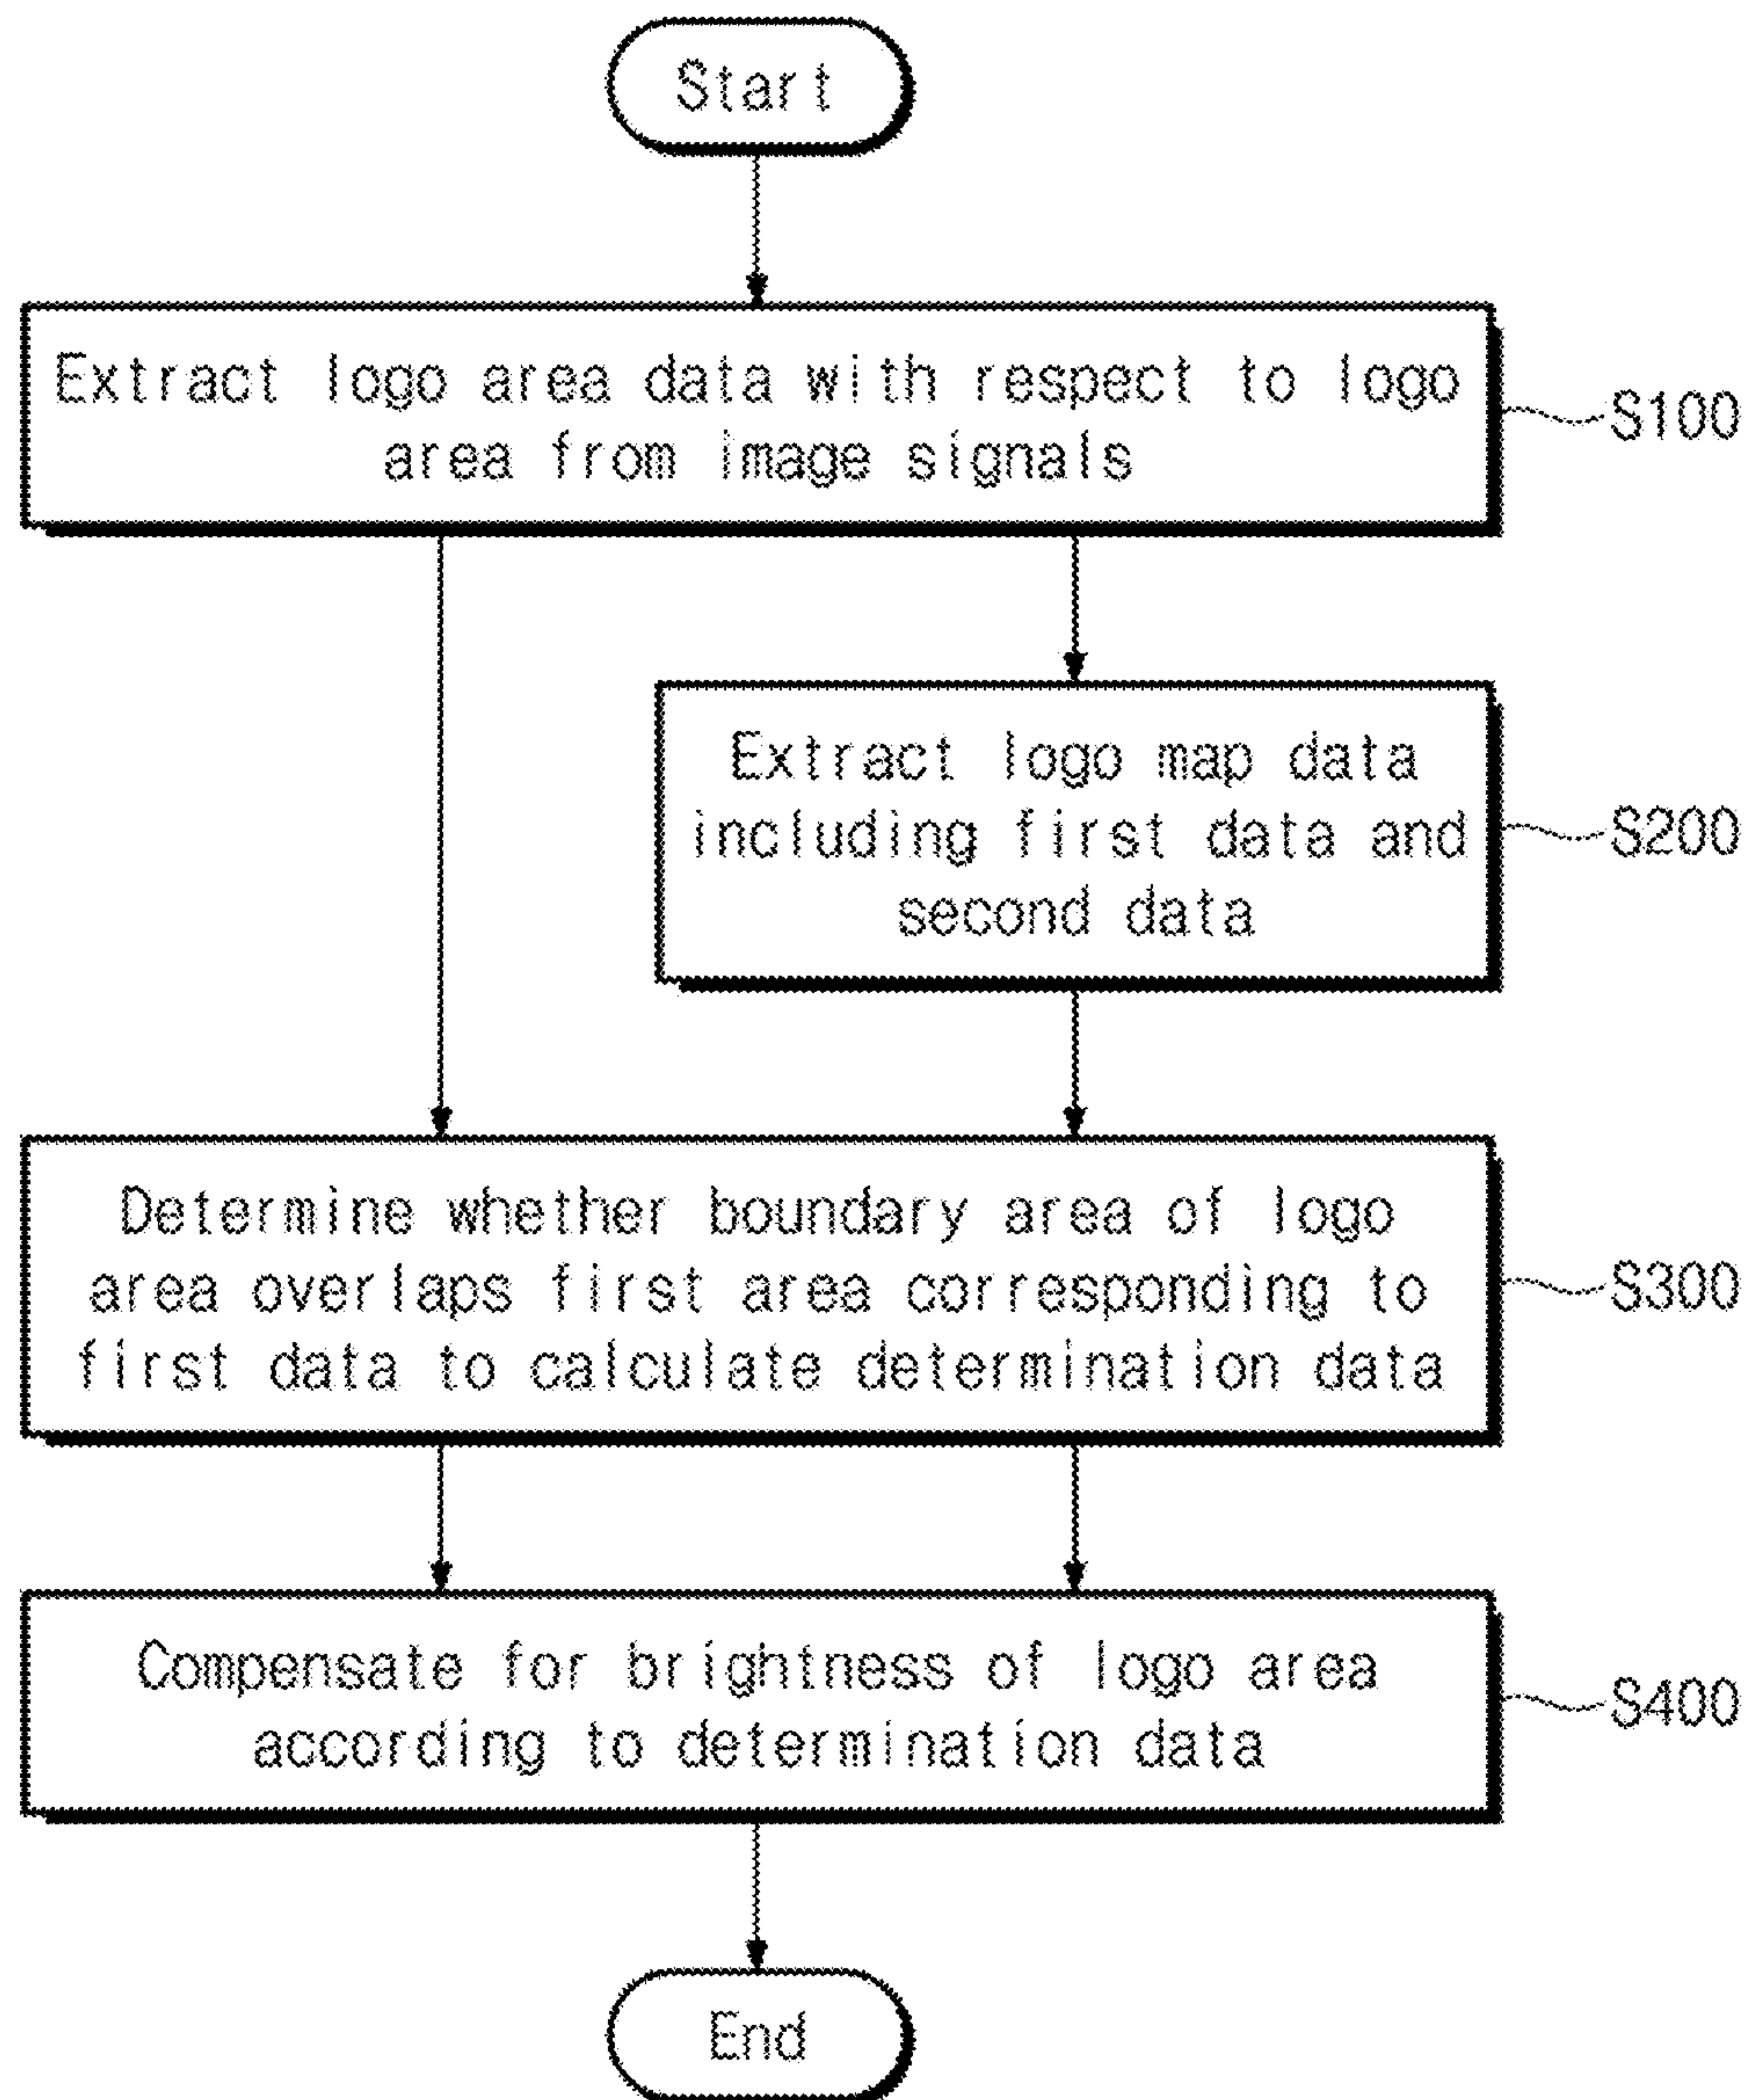 Start
Extract logo area data with respect to logo
area from image signals
S100
Extract logo map data
including first data and
second data
S200
Determine whether boundary area of logo
area overlaps first area corresponding to
first data to calculate determination data
S300
Compensate for brightness of logo area
according to determination data
S400
End